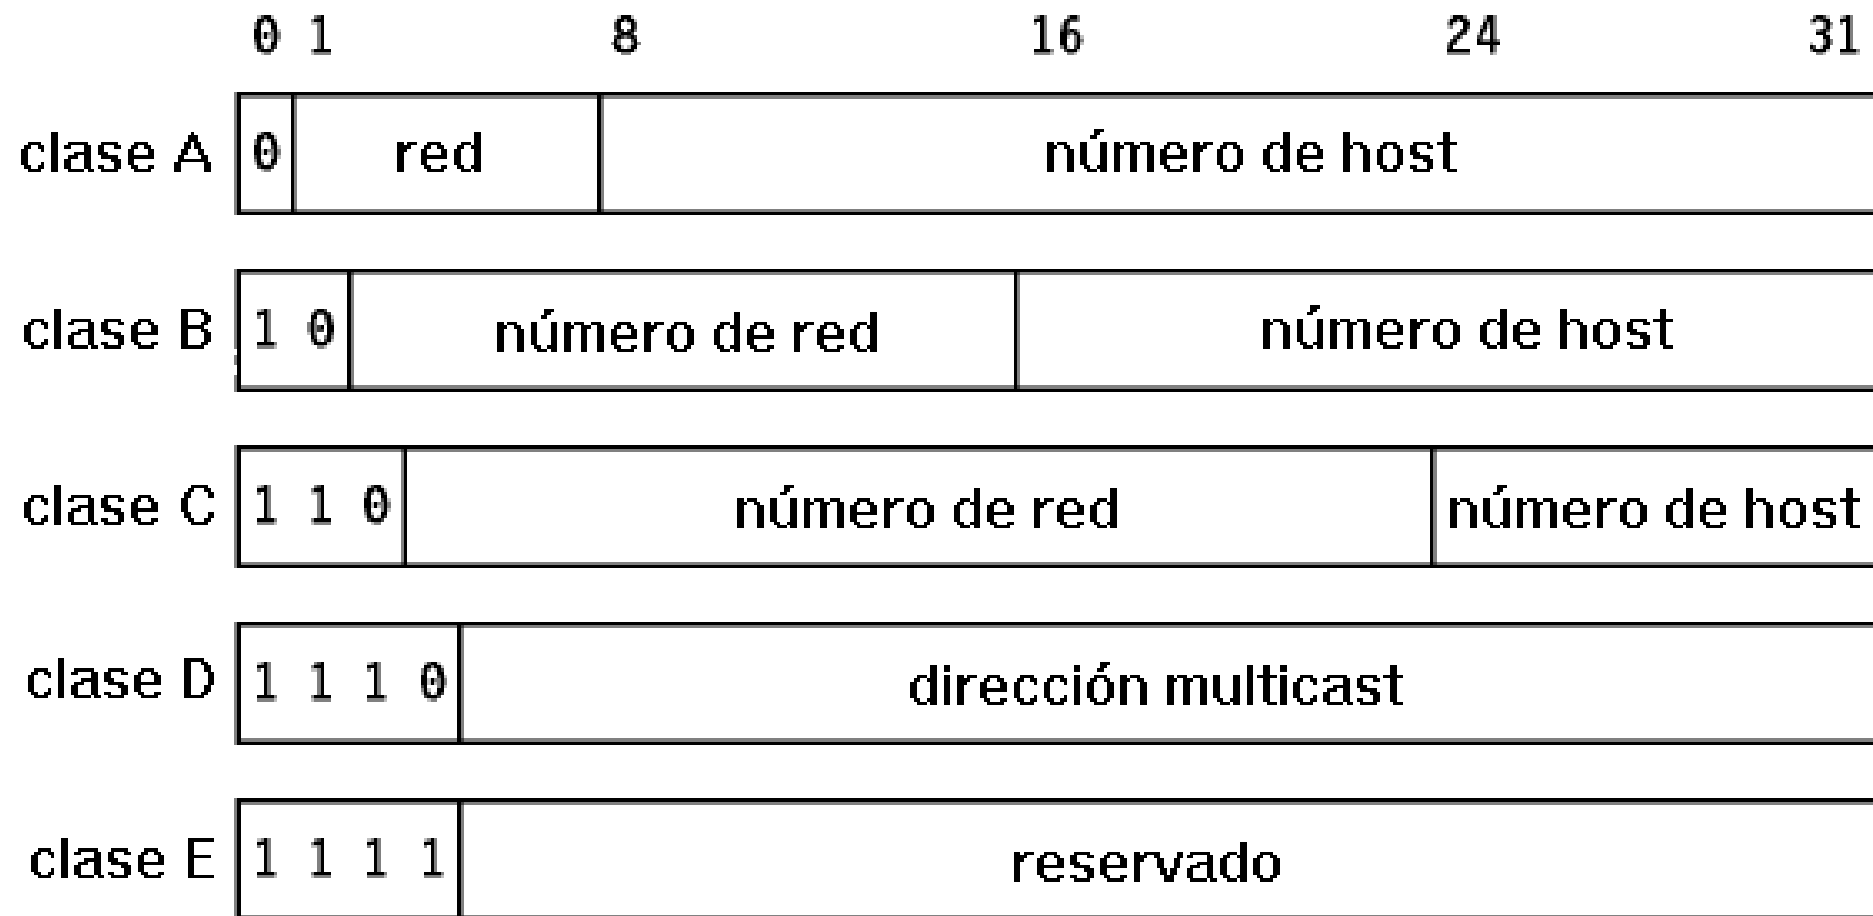 0 1 8 16 24 31
clase A 0 red número de host
clase B 1 0 número de red número de host
clase C 1 1 0 número de red número de host
clase D 1 1 1 0 dirección multicast
clase E 1 1 1 1 reservado